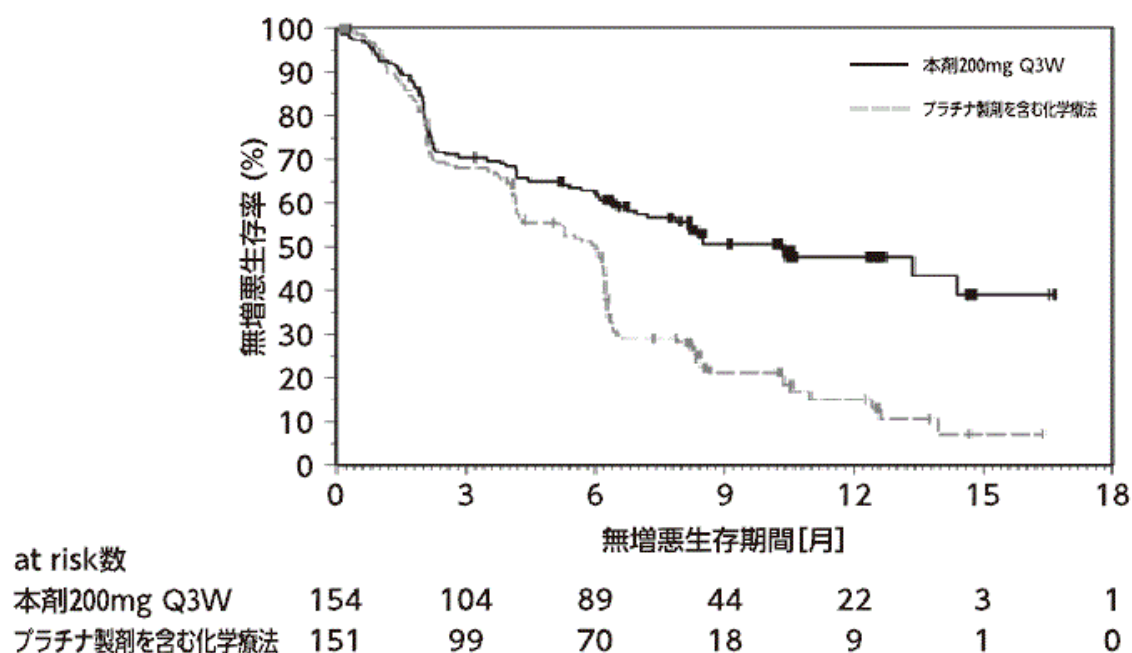 本剤200mg Q3W
プラチナ製剤を含む化学療法
無増悪生存率 (%)
100
90
80
70
60
50
40
30
20
10
0
0 3 6 9 12 15 18
無増悪生存期間[月]
at risk数
本剤200mg Q3W 154 104 89 44 22 3 1
プラチナ製剤を含む化学療法 151 99 70 18 9 1 0